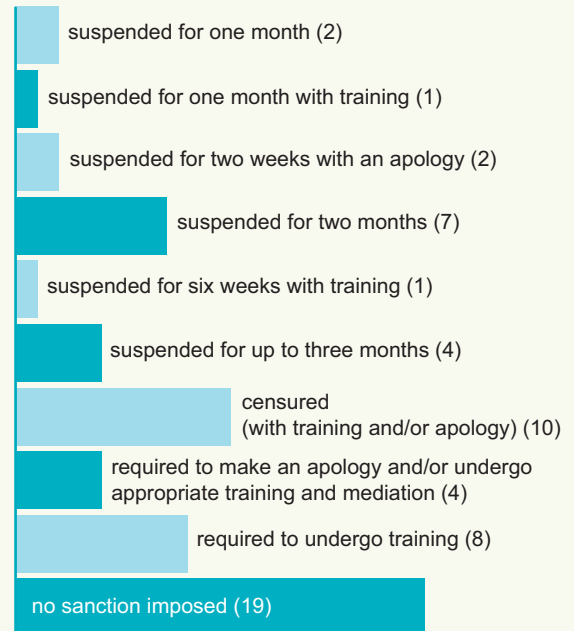 suspended for one month (2)
suspended for one month with training (1)
suspended for two weeks with an apology (2)
suspended for two months (7)
suspended for six weeks with training (1)
suspended for up to three months (4)
censured
(with training and/or apology) (10)
required to make an apology and/or undergo
appropriate training and mediation (4)
required to undergo training (8)
no sanction imposed (19)